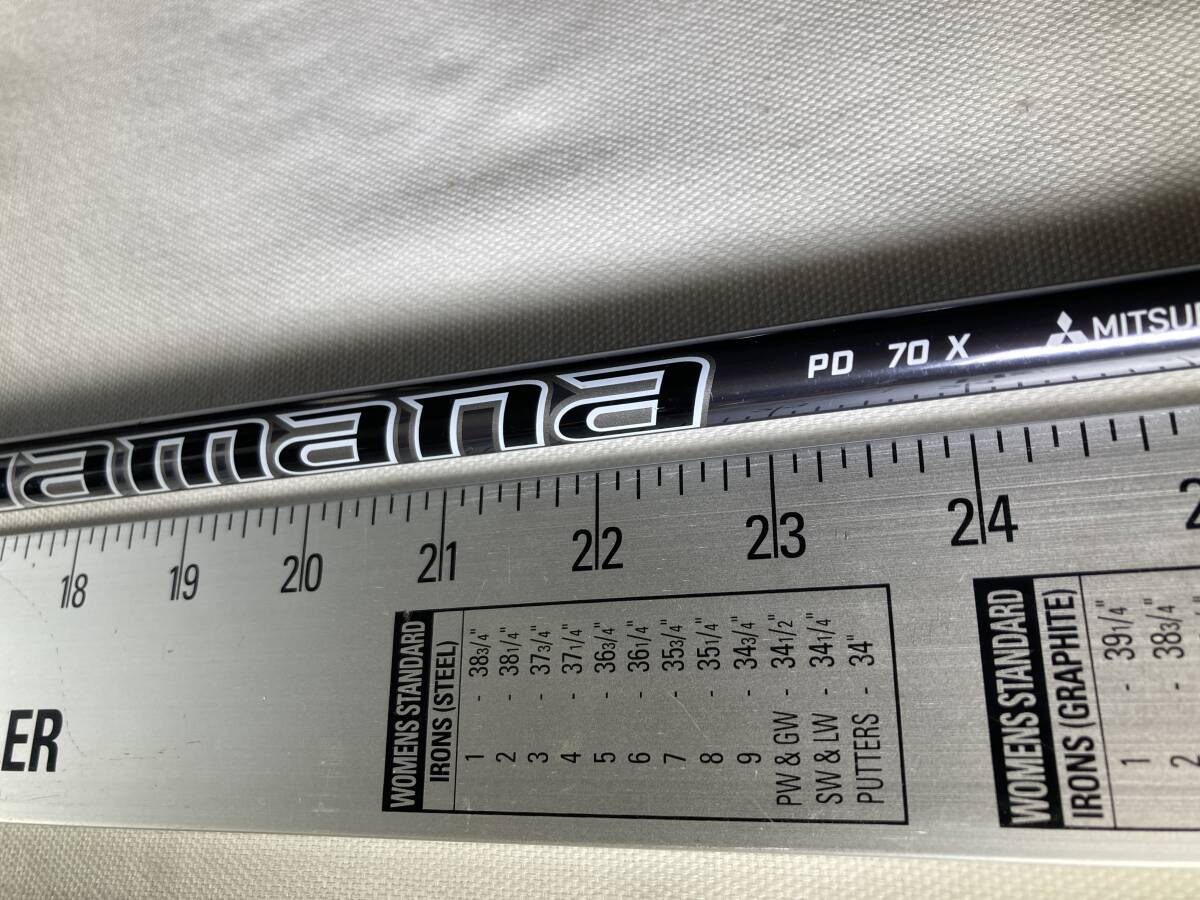 amana PD 70 X MITSU
18 19 20 21 22 23 24 2
ER
WOMENS STANDARD
IRONS (STEEL)
1 - 38 3/4"
2 - 38 1/4"
3 - 37 3/4"
4 - 37 1/4"
5 - 36 3/4"
6 - 36 1/4"
7 - 35 3/4"
8 - 35 1/4"
9 - 34 3/4"
PW & GW - 34 1/2"
SW & LW - 34 1/4"
PUTTERS - 34"
WOMENS STANDARD
IRONS (GRAPHITE)
1 - 39 1/4"
2 - 38 3/4"